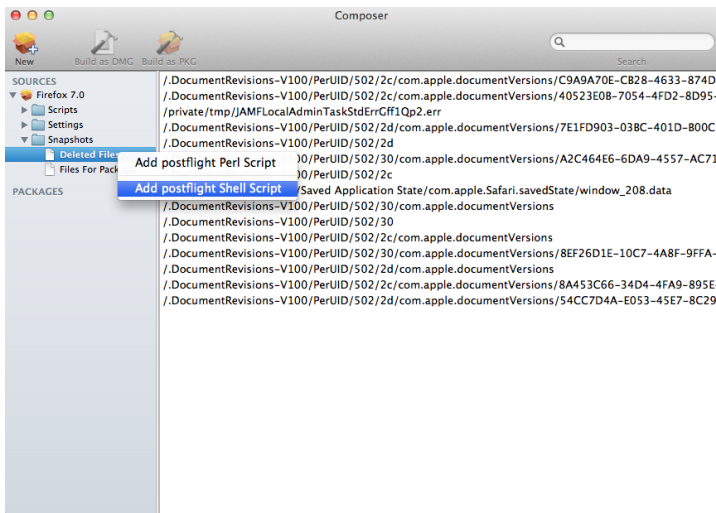 Composer
New
Build as DMG
Build as PKG
Search
SOURCES
Firefox 7.0
Scripts
Settings
Snapshots
Deleted Files
Files For Pack
PACKAGES
Add postflight Perl Script
Add postflight Shell Script
/.DocumentRevisions-V100/PerUID/502/2c/com.apple.documentVersions/C9A9A70E-CB28-4633-874D
/.DocumentRevisions-V100/PerUID/502/2c/com.apple.documentVersions/40523E0B-7054-4FD2-8D95-
/private/tmp/JAMFLocalAdminTaskStdErrGff1Qp2.err
/.DocumentRevisions-V100/PerUID/502/2d/com.apple.documentVersions/7E1FD903-03BC-401D-B00C
/.DocumentRevisions-V100/PerUID/502/2d
00/PerUID/502/30/com.apple.documentVersions/A2C464E6-6DA9-4557-AC71
00/PerUID/502/2c
/Saved Application State/com.apple.Safari.savedState/window_208.data
/.DocumentRevisions-V100/PerUID/502/30/com.apple.documentVersions
/.DocumentRevisions-V100/PerUID/502/30
/.DocumentRevisions-V100/PerUID/502/2c/com.apple.documentVersions
/.DocumentRevisions-V100/PerUID/502/30/com.apple.documentVersions/8EF26D1E-10C7-4A8F-9FFA-
/.DocumentRevisions-V100/PerUID/502/2d/com.apple.documentVersions
/.DocumentRevisions-V100/PerUID/502/2c/com.apple.documentVersions/8A453C66-34D4-4FA9-895E-
/.DocumentRevisions-V100/PerUID/502/2d/com.apple.documentVersions/54CC7D4A-E053-45E7-8C29